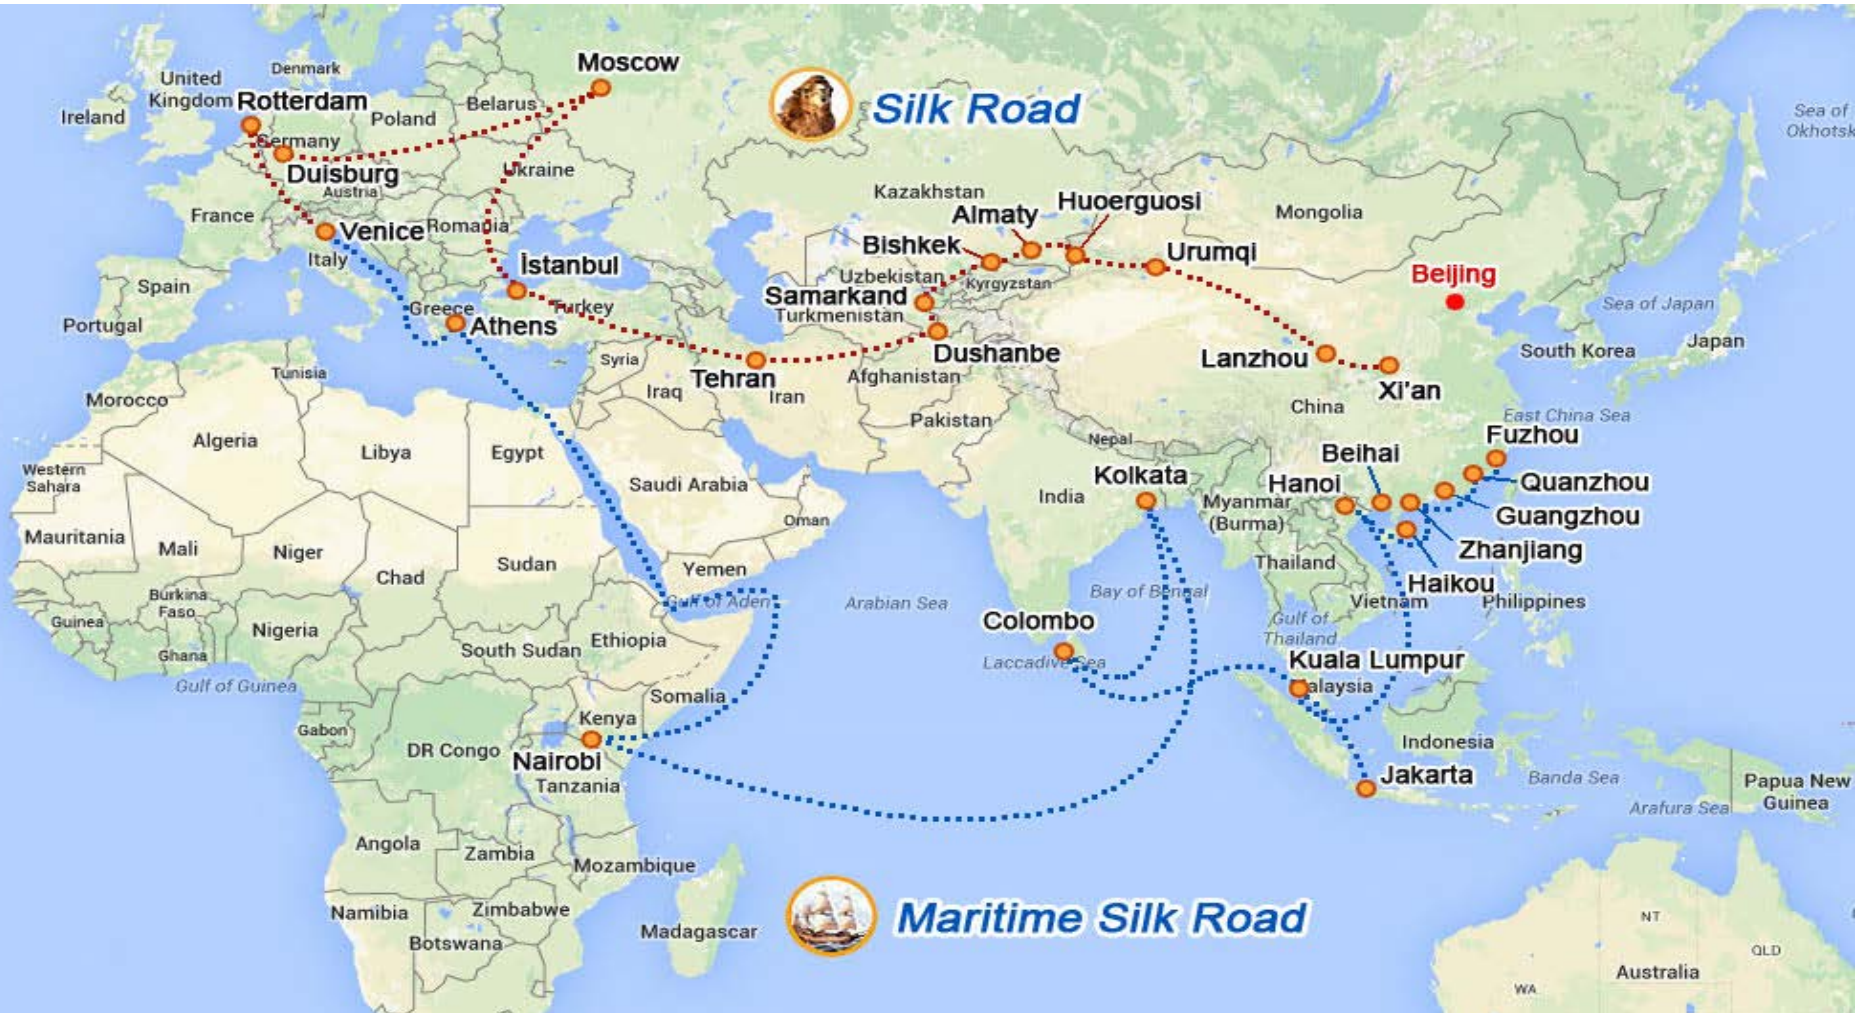 Moscow
Denmark
United
Kingdom
Ireland
Rotterdam
Belarus
Poland
Germany
Duisburg
Austria
Ukraine
France
Venice
Romania
Italy
İstanbul
Spain
Portugal
Greece
Athens
Turkey
Silk Road
Sea of
Okhotsk
Kazakhstan
Mongolia
Almaty
Huoerguosi
Bishkek
Urumqi
Uzbekistan
Kyrgyzstan
Samarkand
Turkmenistan
Beijing
Sea of Japan
Japan
South Korea
Dushanbe
Lanzhou
Xi'an
China
East China Sea
Tehran
Iran
Afghanistan
Pakistan
Syria
Iraq
Tunisia
Morocco
Algeria
Libya
Egypt
Western
Sahara
Saudi Arabia
Oman
Yemen
Nepal
India
Kolkata
Myanmar
(Burma)
Hanoi
Beihai
Fuzhou
Quanzhou
Guangzhou
Zhanjiang
Haikou
Thailand
Vietnam
Philippines
Gulf of
Thailand
Mauritania
Mali
Niger
Chad
Sudan
Burkina
Faso
Guinea
Ghana
Nigeria
Gulf of Guinea
South Sudan
Ethiopia
Gulf of Aden
Arabian Sea
Bay of Bengal
Colombo
Laccadive Sea
Kuala Lumpur
Malaysia
Somalia
Kenya
Gabon
DR Congo
Nairobi
Tanzania
Indonesia
Jakarta
Banda Sea
Arafura Sea
Papua New
Guinea
Angola
Zambia
Mozambique
Namibia
Zimbabwe
Botswana
Madagascar
Maritime Silk Road
NT
QLD
Australia
WA